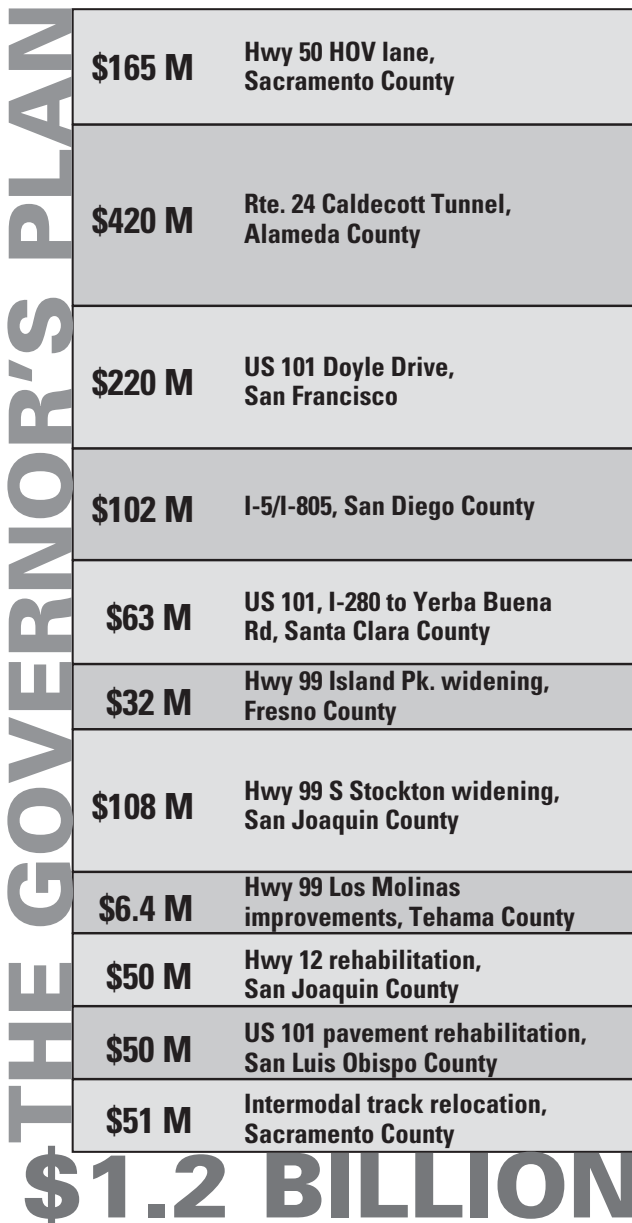 THE GOVERNOR'S PLAN
$165 M
Hwy 50 HOV lane,
Sacramento County
$420 M
Rte. 24 Caldecott Tunnel,
Alameda County
$220 M
US 101 Doyle Drive,
San Francisco
$102 M
I-5/I-805, San Diego County
$63 M
US 101, I-280 to Yerba Buena
Rd, Santa Clara County
$32 M
Hwy 99 Island Pk. widening,
Fresno County
$108 M
Hwy 99 S Stockton widening,
San Joaquin County
$6.4 M
Hwy 99 Los Molinas
improvements, Tehama County
$50 M
Hwy 12 rehabilitation,
San Joaquin County
$50 M
US 101 pavement rehabilitation,
San Luis Obispo County
$51 M
Intermodal track relocation,
Sacramento County
$1.2 BILLION